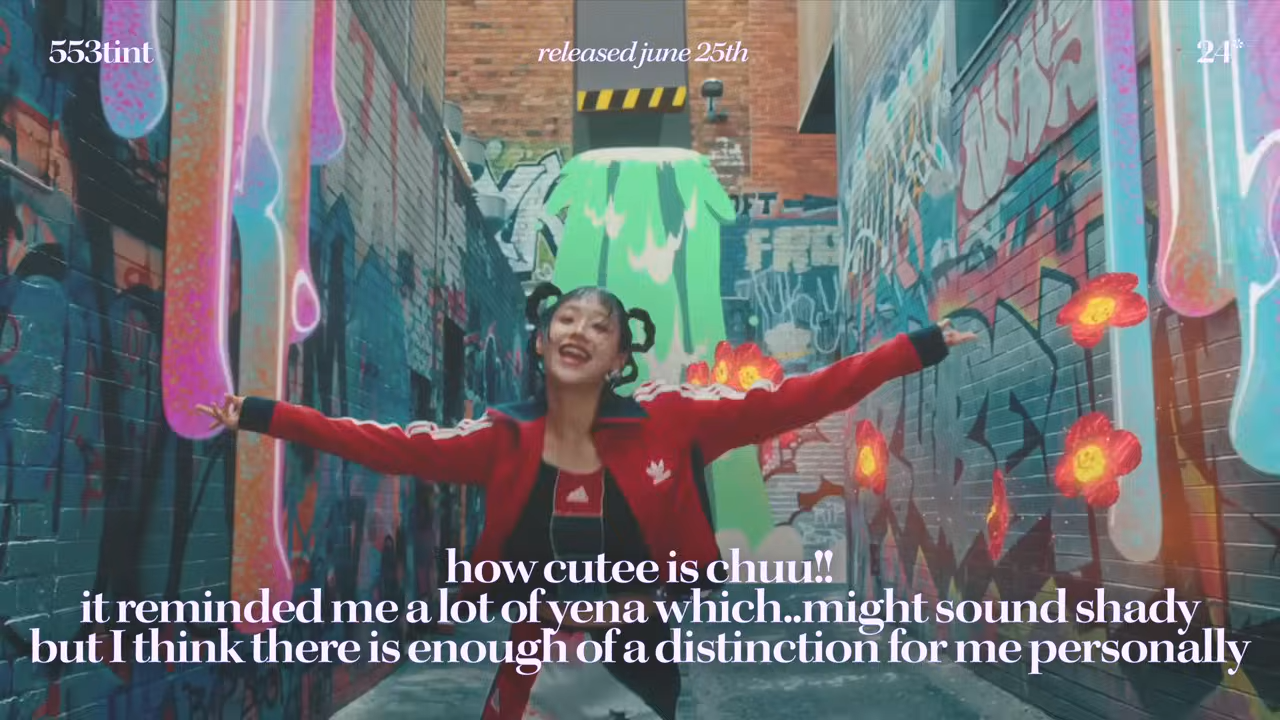 553tint
released june 25th
24*
how cutee is chuu!!
it reminded me a lot of yena which..might sound shady
but I think there is enough of a distinction for me personally